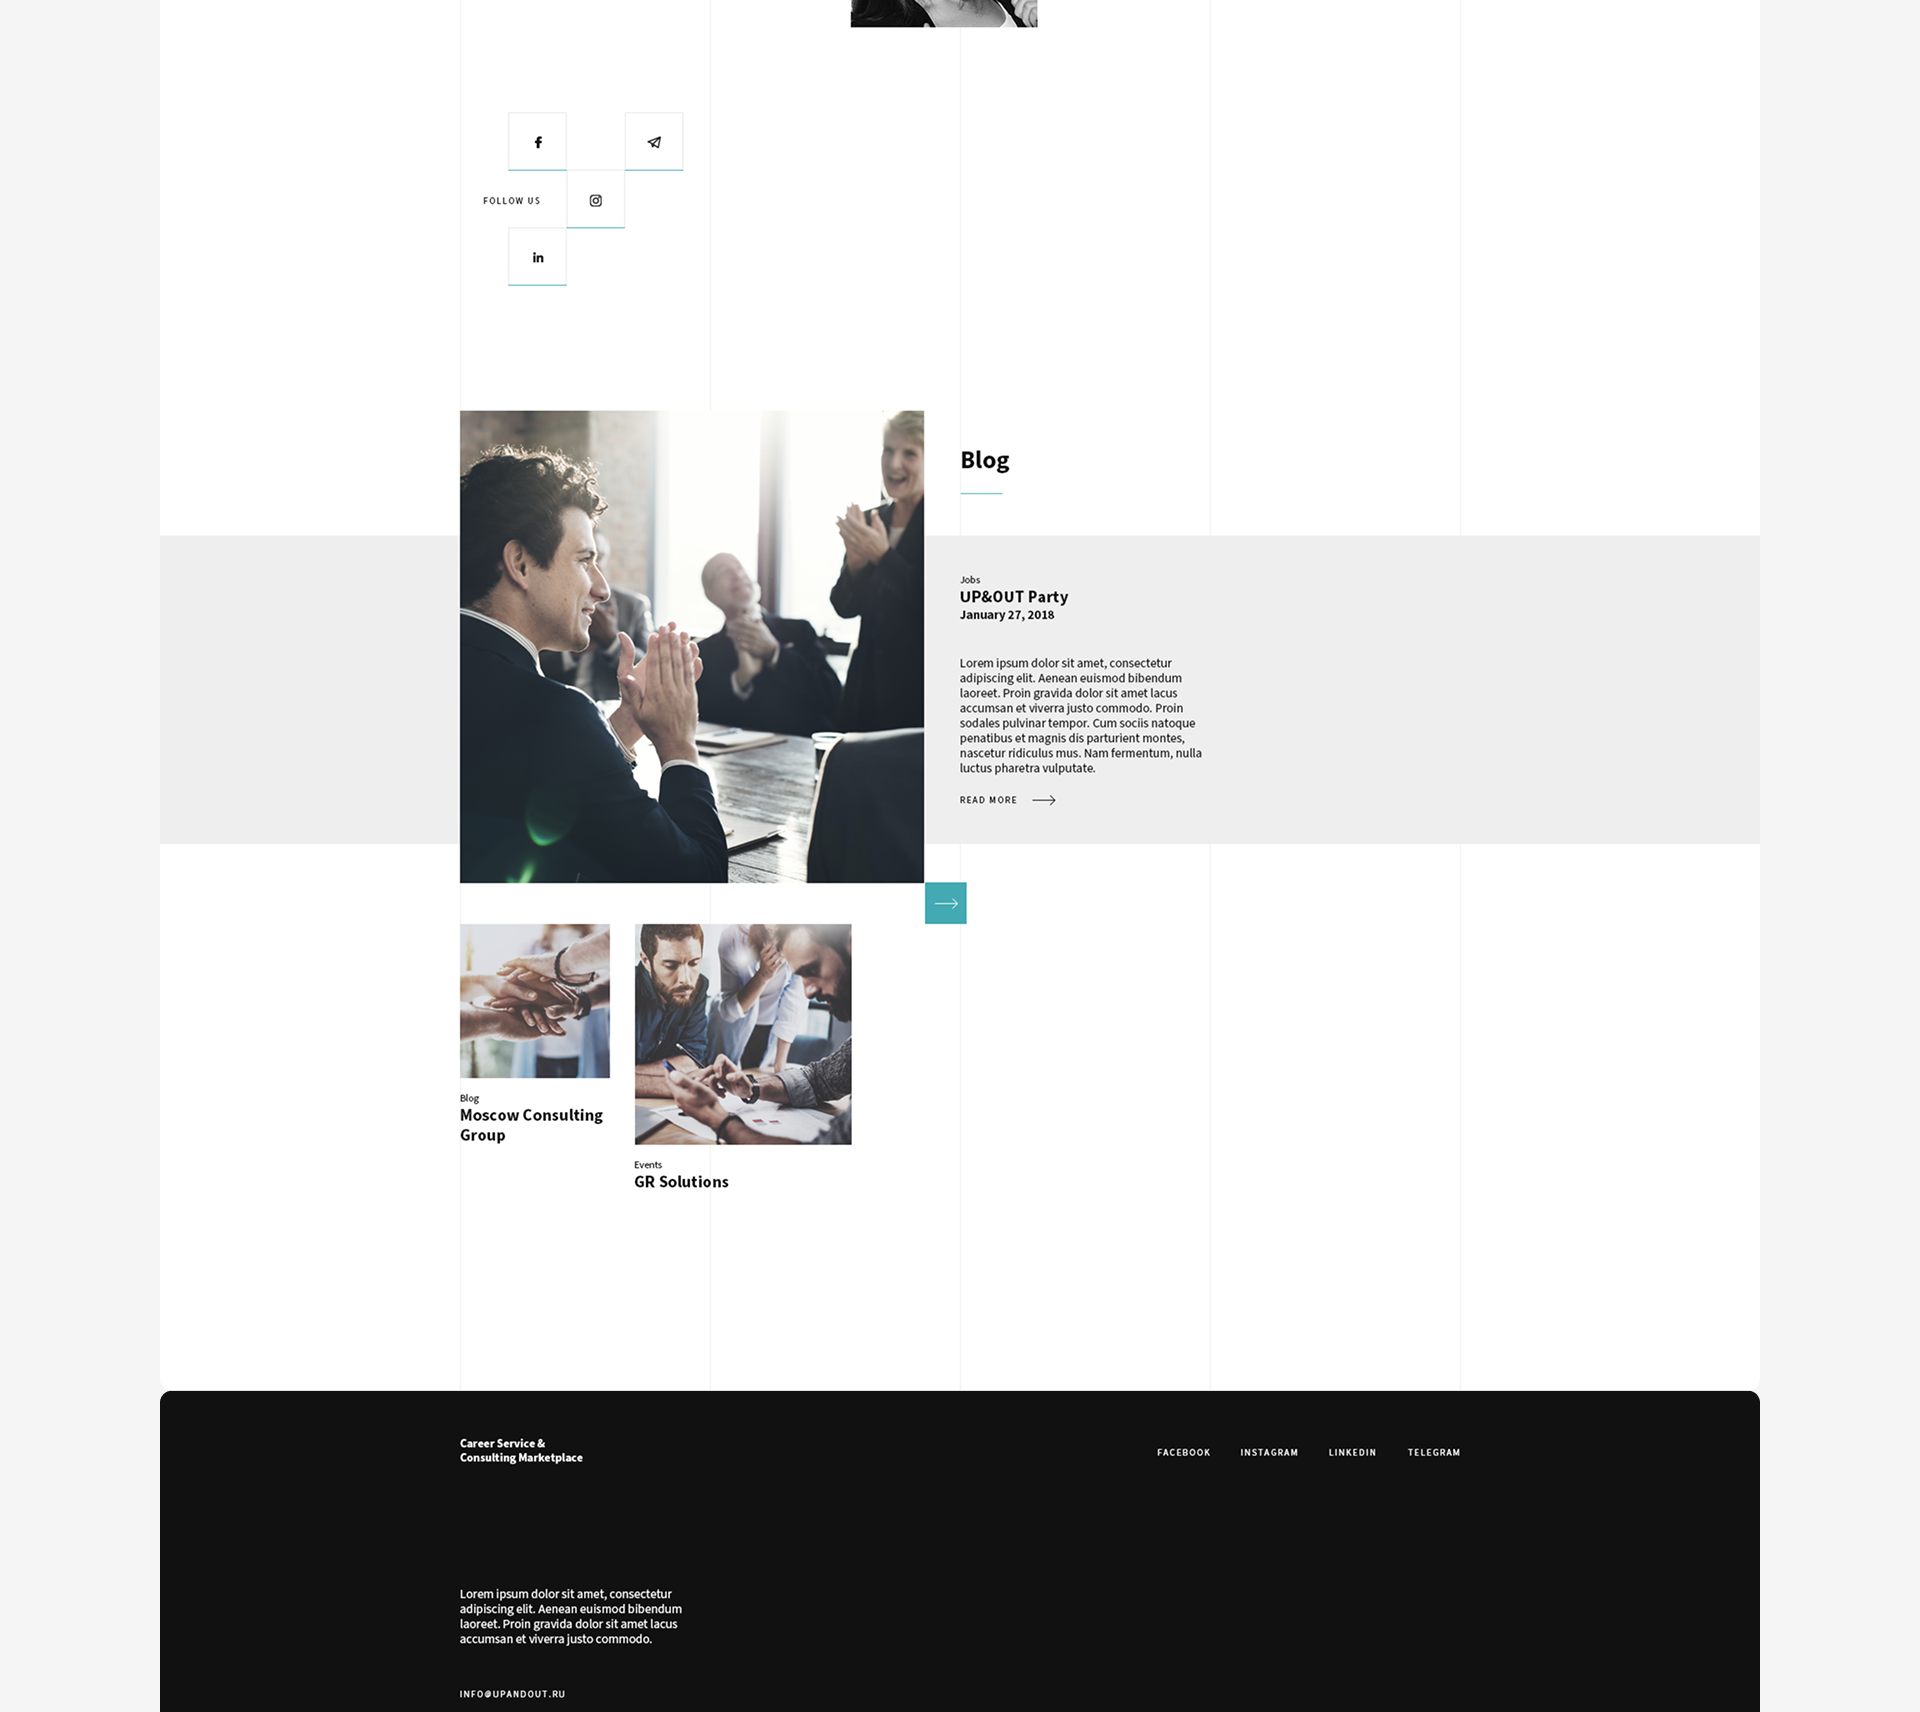 FOLLOW US
Blog
Jobs
UP&OUT Party
January 27, 2018
Lorem ipsum dolor sit amet, consectetur
adipiscing elit. Aenean euismod bibendum
laoreet. Proin gravida dolor sit amet lacus
accumsan et viverra justo commodo. Proin
sodales pulvinar tempor. Cum sociis natoque
penatibus et magnis dis parturient montes,
nascetur ridiculus mus. Nam fermentum, nulla
luctus pharetra vulputate.
READ MORE
Blog
Moscow Consulting
Group
Events
GR Solutions
Career Service &
Consulting Marketplace
FACEBOOK INSTAGRAM LINKEDIN TELEGRAM
Lorem ipsum dolor sit amet, consectetur
adipiscing elit. Aenean euismod bibendum
laoreet. Proin gravida dolor sit amet lacus
accumsan et viverra justo commodo.
INFO@UPANDOUT.RU